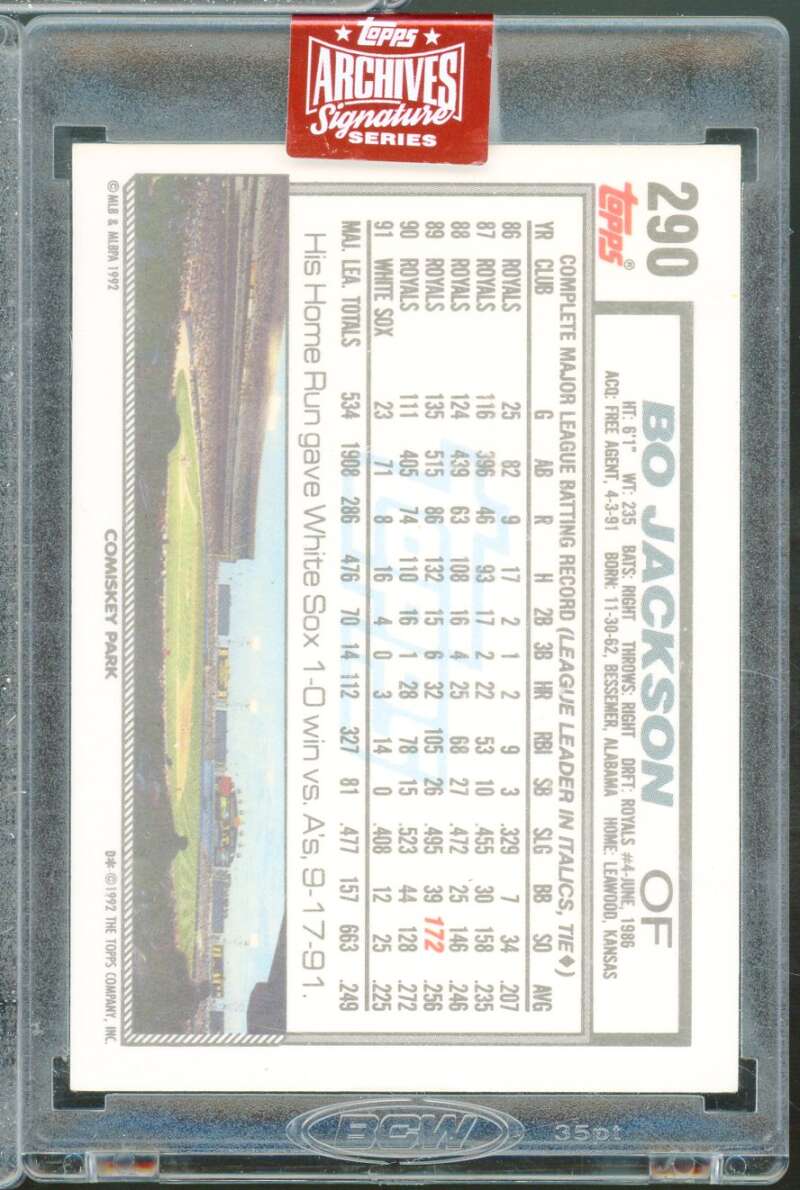 Topps
ARCHIVES
Signature
SERIES
290
TOPPS®
BO JACKSON OF
HT: 6'1" WT: 235 BATS: RIGHT THROWS: RIGHT DRFT: ROYALS #4-JUNE, 1986
ACQ: FREE AGENT, 4-3-91 BORN: 11-30-62, BESSEMER, ALABAMA HOME: LEAWOOD, KANSAS
COMPLETE MAJOR LEAGUE BATTING RECORD (LEAGUE LEADER IN ITALICS, TIE♦)
YR CLUB G AB R H 2B 3B HR RBI SB SLG BB SO AVG
86 ROYALS 25 82 9 17 2 1 2 9 3 .329 7 34 .207
87 ROYALS 116 396 46 93 17 2 22 53 10 .455 30 158 .235
88 ROYALS 124 439 63 108 16 4 25 68 27 .472 25 146 .246
89 ROYALS 135 515 86 132 15 6 32 105 26 .495 39 172 .256
90 ROYALS 111 405 74 110 16 1 28 78 15 .523 44 128 .272
91 WHITE SOX 23 71 8 16 4 0 3 14 0 .408 12 25 .225
MAJ. LEA. TOTALS 534 1908 286 476 70 14 112 327 81 .477 157 663 .249
His Home Run gave White Sox 1-0 win vs. A's, 9-17-91.
© MLB & MLBPA 1992
COMISKEY PARK
D* ©1992 THE TOPPS COMPANY, INC.
BCW
35pt